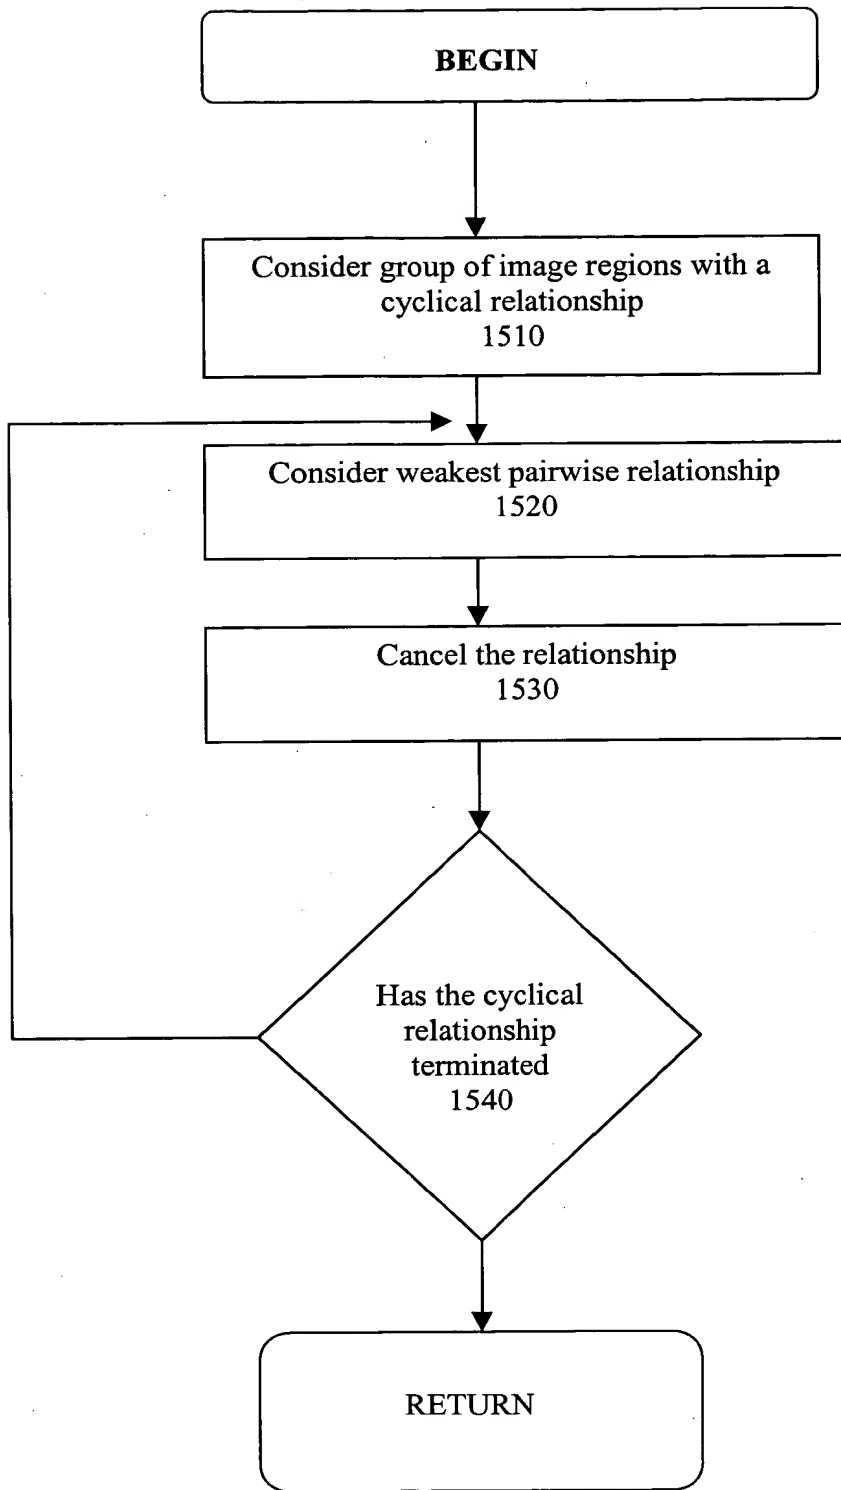 BEGIN
Consider group of image regions with a
cyclical relationship
1510
Consider weakest pairwise relationship
1520
Cancel the relationship
1530
Has the cyclical
relationship
terminated
1540
RETURN